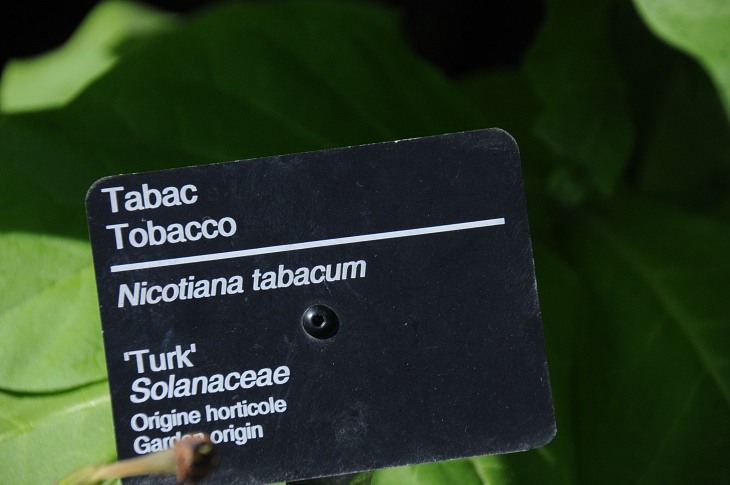 Tabac
Tobacco
Nicotiana tabacum
'Turk'
Solanaceae
Origine horticole
Garden origin